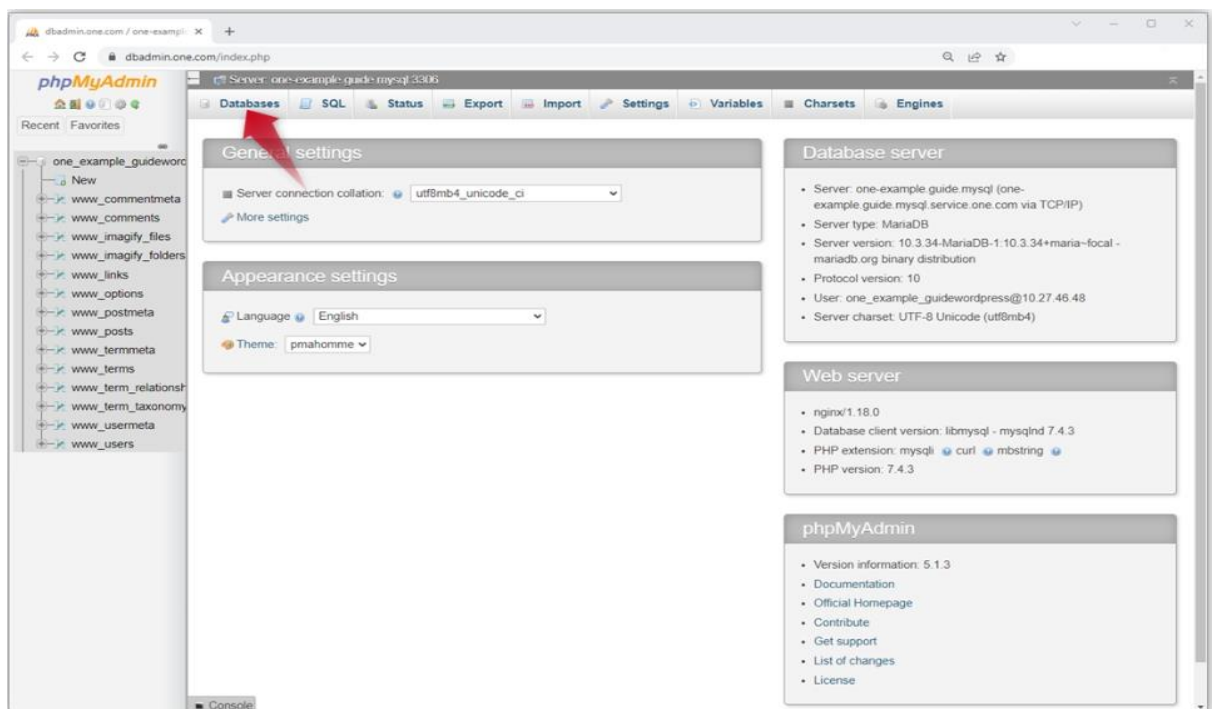 dbadmin.one.com / one-exampl
dbadmin.one.com/index.php
phpMyAdmin
Recent Favorites
one_example_guideword
New
www_commentmeta
www_comments
www_imagify_files
www_imagify_folders
www_links
www_options
www_postmeta
www_posts
www_termmeta
www_terms
www_term_relationsh
www_term_taxonomy
www_usermeta
www_users
Server: one-example.guide.mysql:3306
Databases SQL Status Export Import Settings Variables Charsets Engines
General settings
Server connection collation: utf8mb4_unicode_ci
More settings
Appearance settings
Language English
Theme: pmahomme
Database server
Server: one-example.guide.mysql (one-
example.guide.mysql.service.one.com via TCP/IP)
Server type: MariaDB
Server version: 10.3.34-MariaDB-1:10.3.34+maria~focal -
mariadb.org binary distribution
Protocol version: 10
User: one_example_guidewordpress@10.27.46.48
Server charset: UTF-8 Unicode (utf8mb4)
Web server
nginx/1.18.0
Database client version: libmysql - mysqlnd 7.4.3
PHP extension: mysqli curl mbstring
PHP version: 7.4.3
phpMyAdmin
Version information: 5.1.3
Documentation
Official Homepage
Contribute
Get support
List of changes
License
Console